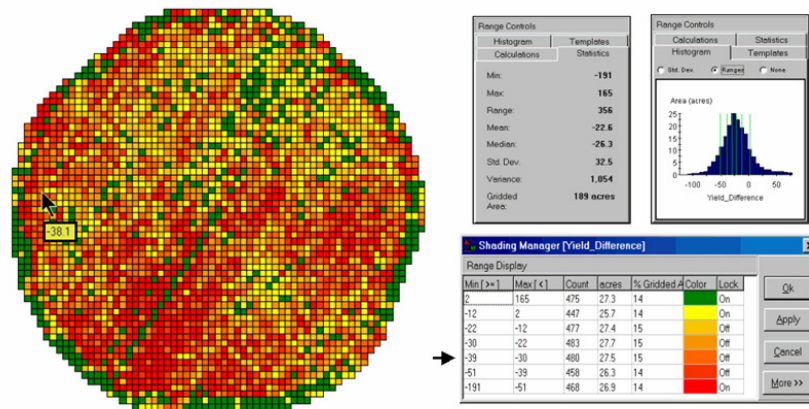 -38.1
Range Controls
Histogram Templates
Calculations Statistics
Min: -191
Max: 165
Range: 356
Mean: -22.6
Median: -26.3
Std. Dev. 32.5
Variance: 1,054
Gridded Area: 189 acres
Range Controls
Calculations Statistics
Histogram Templates
Std. Dev. Ranges None
Area (acres)
25
20
15
10
5
0
-100 -50 0 50
Yield_Difference
Shading Manager [Yield_Difference]
Range Display
Min [ >= ] Max [ < ] Count acres % Gridded A Color Lock
2 165 475 27.3 14 On
-12 2 447 25.7 14 On
-22 -12 477 27.4 15 Off
-30 -22 483 27.7 15 Off
-39 -30 480 27.5 15 Off
-51 -39 458 26.3 14 Off
-191 -51 468 26.9 14 On
Ok
Apply
Cancel
More >>